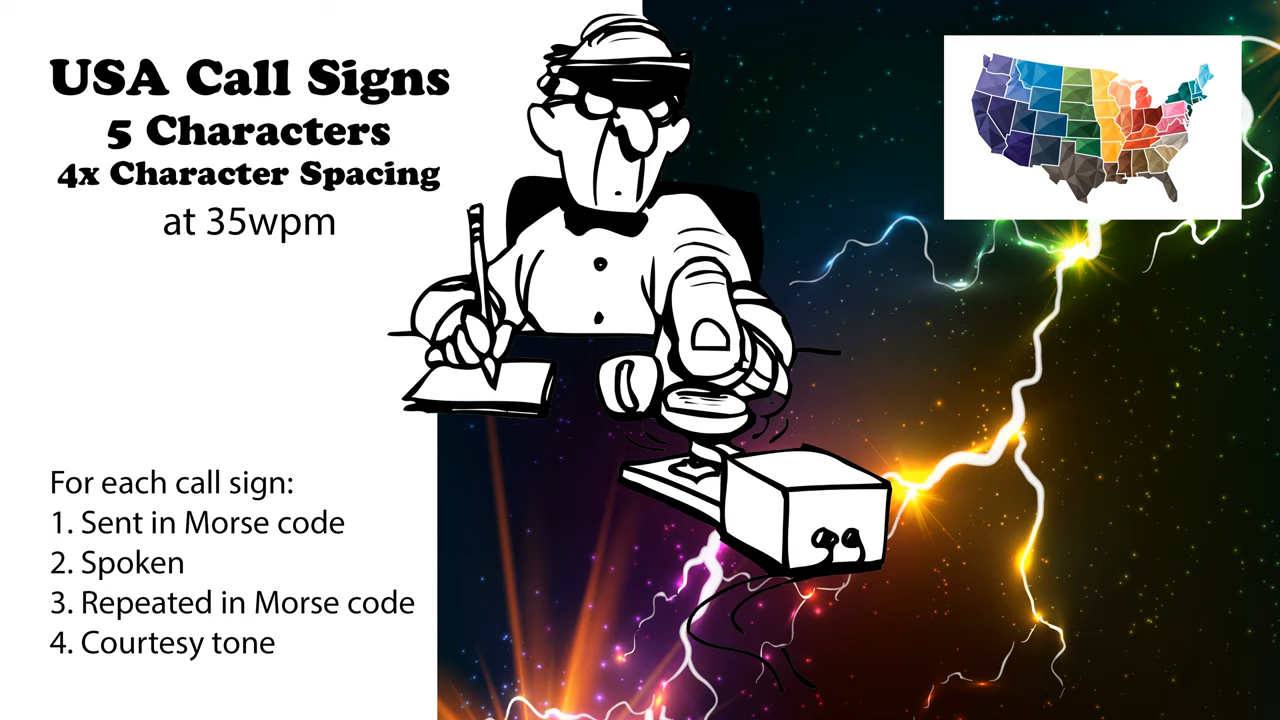 USA Call Signs
5 Characters
4x Character Spacing
at 35wpm
For each call sign:
1. Sent in Morse code
2. Spoken
3. Repeated in Morse code
4. Courtesy tone